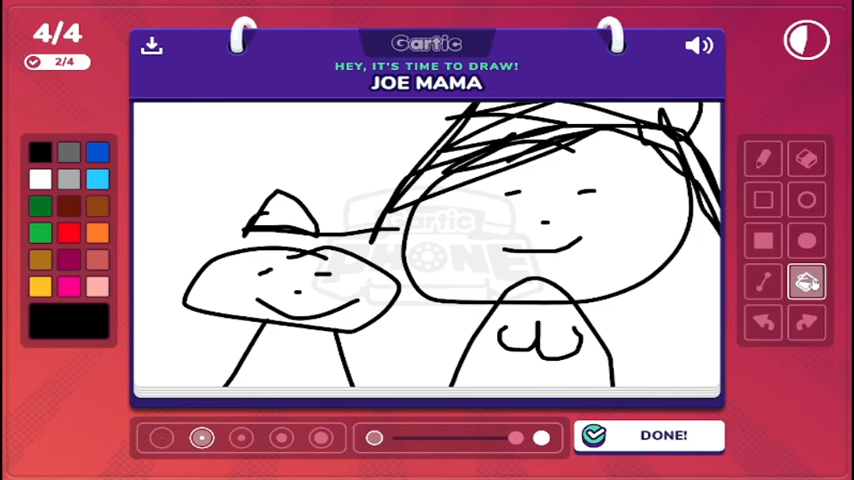 4/4
2/4
Gartic
HEY, IT'S TIME TO DRAW!
JOE MAMA
Gartic
PHONE
DONE!